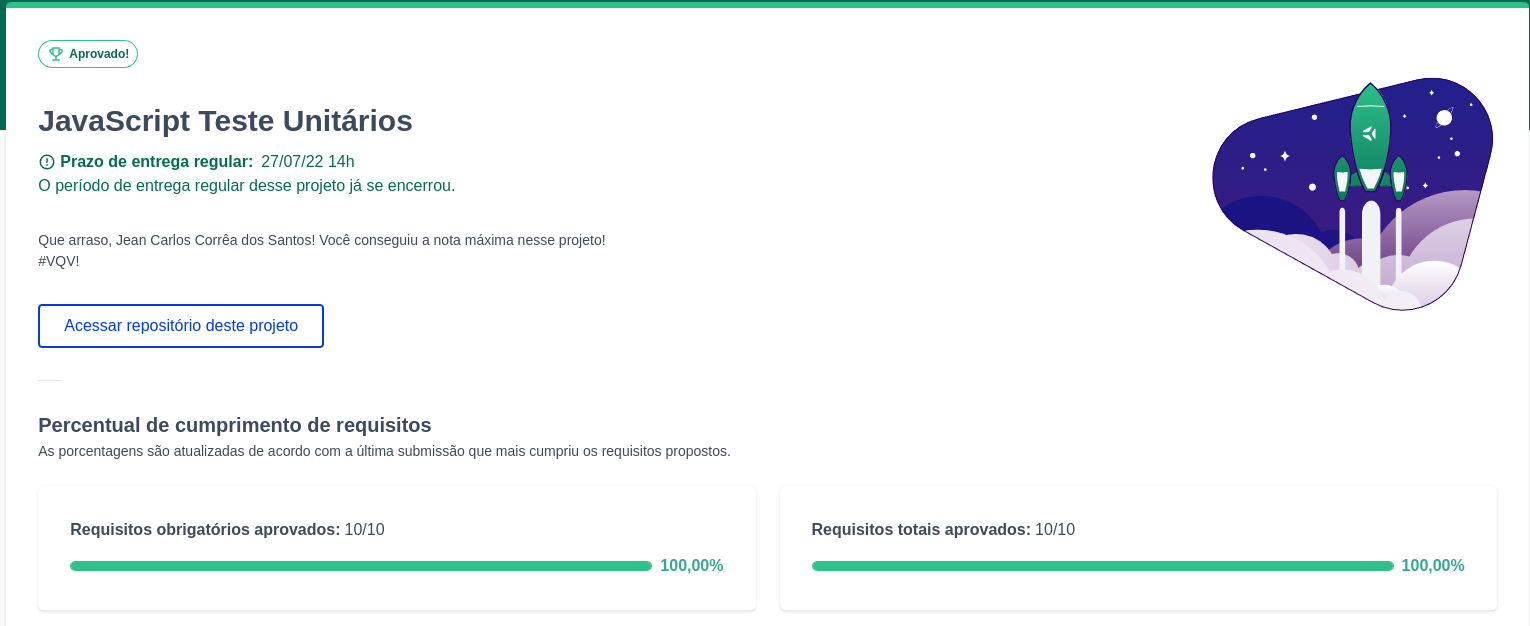 Aprovado!
JavaScript Teste Unitários
Prazo de entrega regular: 27/07/22 14h
O período de entrega regular desse projeto já se encerrou.
Que arraso, Jean Carlos Corrêa dos Santos! Você conseguiu a nota máxima nesse projeto!
#VQV!
Acessar repositório deste projeto
Percentual de cumprimento de requisitos
As porcentagens são atualizadas de acordo com a última submissão que mais cumpriu os requisitos propostos.
Requisitos obrigatórios aprovados: 10/10
100,00%
Requisitos totais aprovados: 10/10
100,00%